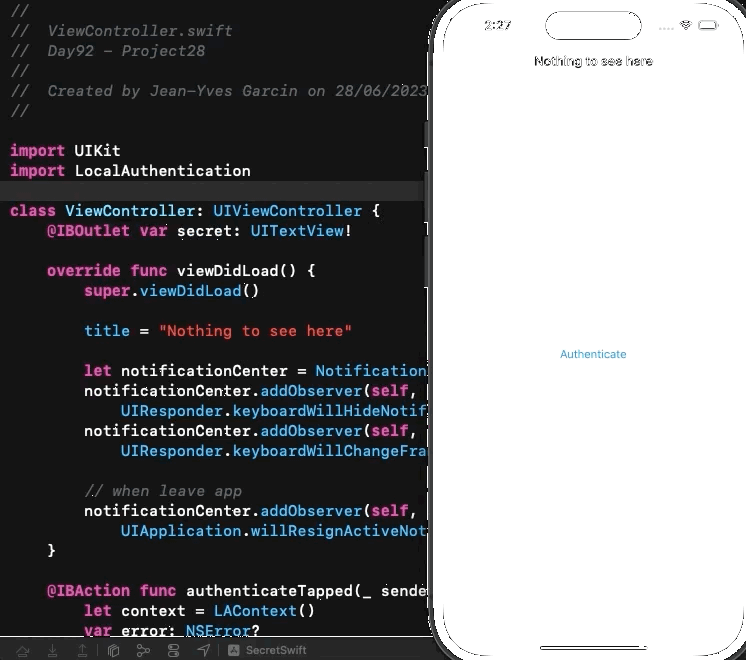 //
//  ViewController.swift
//  Day92 – Project28
//
//  Created by Jean-Yves Garcin on 28/06/2023
//
import UIKit
import LocalAuthentication
class ViewController: UIViewController {
@IBOutlet var secret: UITextView!
override func viewDidLoad() {
super.viewDidLoad()
title = "Nothing to see here"
let notificationCenter = Notification
notificationCenter.addObserver(self,
UIResponder.keyboardWillHideNotif
notificationCenter.addObserver(self,
UIResponder.keyboardWillChangeFra
// when leave app
notificationCenter.addObserver(self,
UIApplication.willResignActiveNot
}
@IBAction func authenticateTapped(_ sende
let context = LAContext()
var error: NSError?
SecretSwift
2:27
Nothing to see here
Authenticate